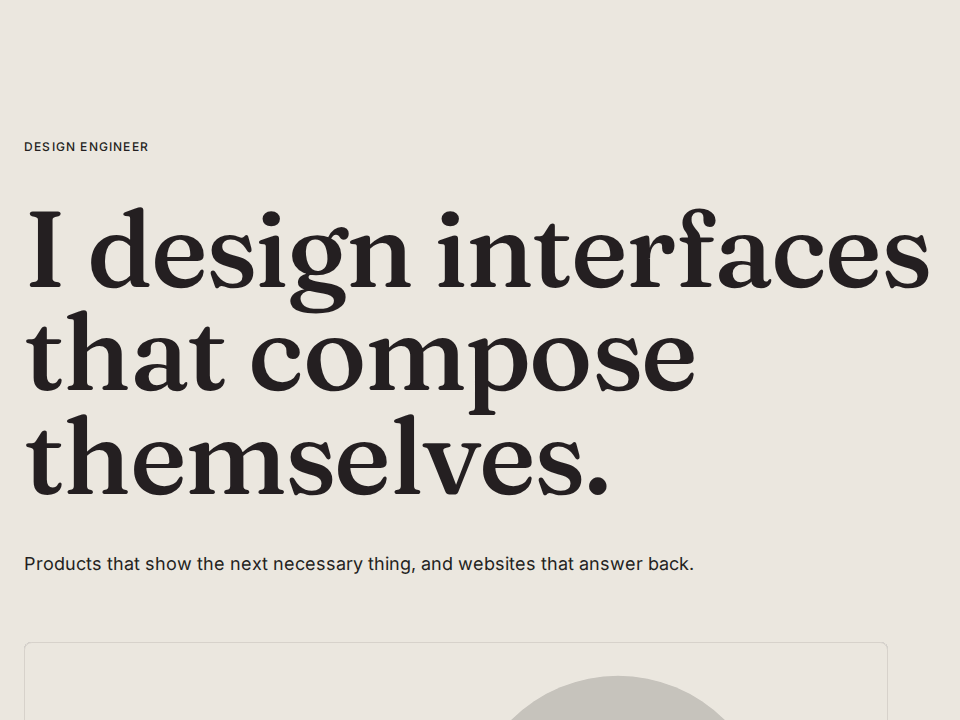 DESIGN ENGINEER
I design interfaces
that compose
themselves.
Products that show the next necessary thing, and websites that answer back.